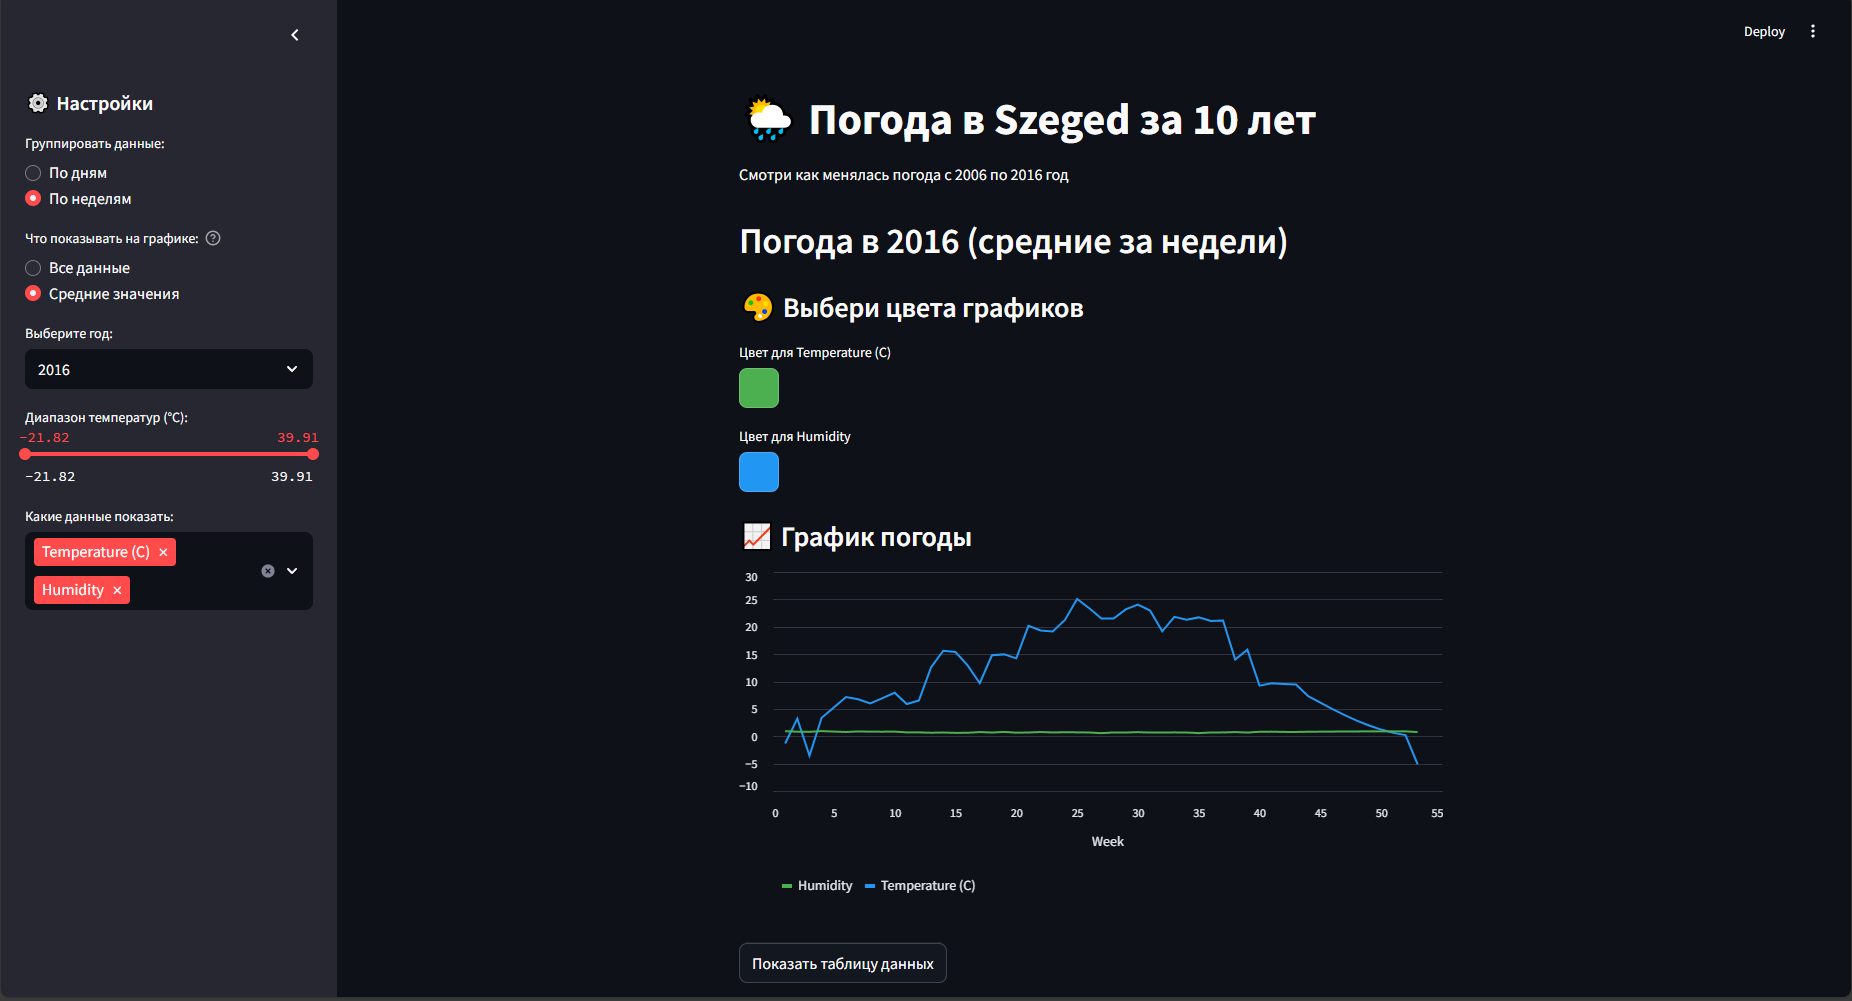 Deploy
Настройки
Группировать данные:
По дням
По неделям
Что показывать на графике:
Все данные
Средние значения
Выберите год:
2016
Диапазон температур (°C):
-21.82 39.91
-21.82 39.91
Какие данные показать:
Temperature (C) ×
Humidity ×
Погода в Szeged за 10 лет
Смотри как менялась погода с 2006 по 2016 год
Погода в 2016 (средние за недели)
Выбери цвета графиков
Цвет для Temperature (C)
Цвет для Humidity
График погоды
30
25
20
15
10
5
0
−5
−10
0 5 10 15 20 25 30 35 40 45 50 55
Week
Humidity Temperature (C)
Показать таблицу данных